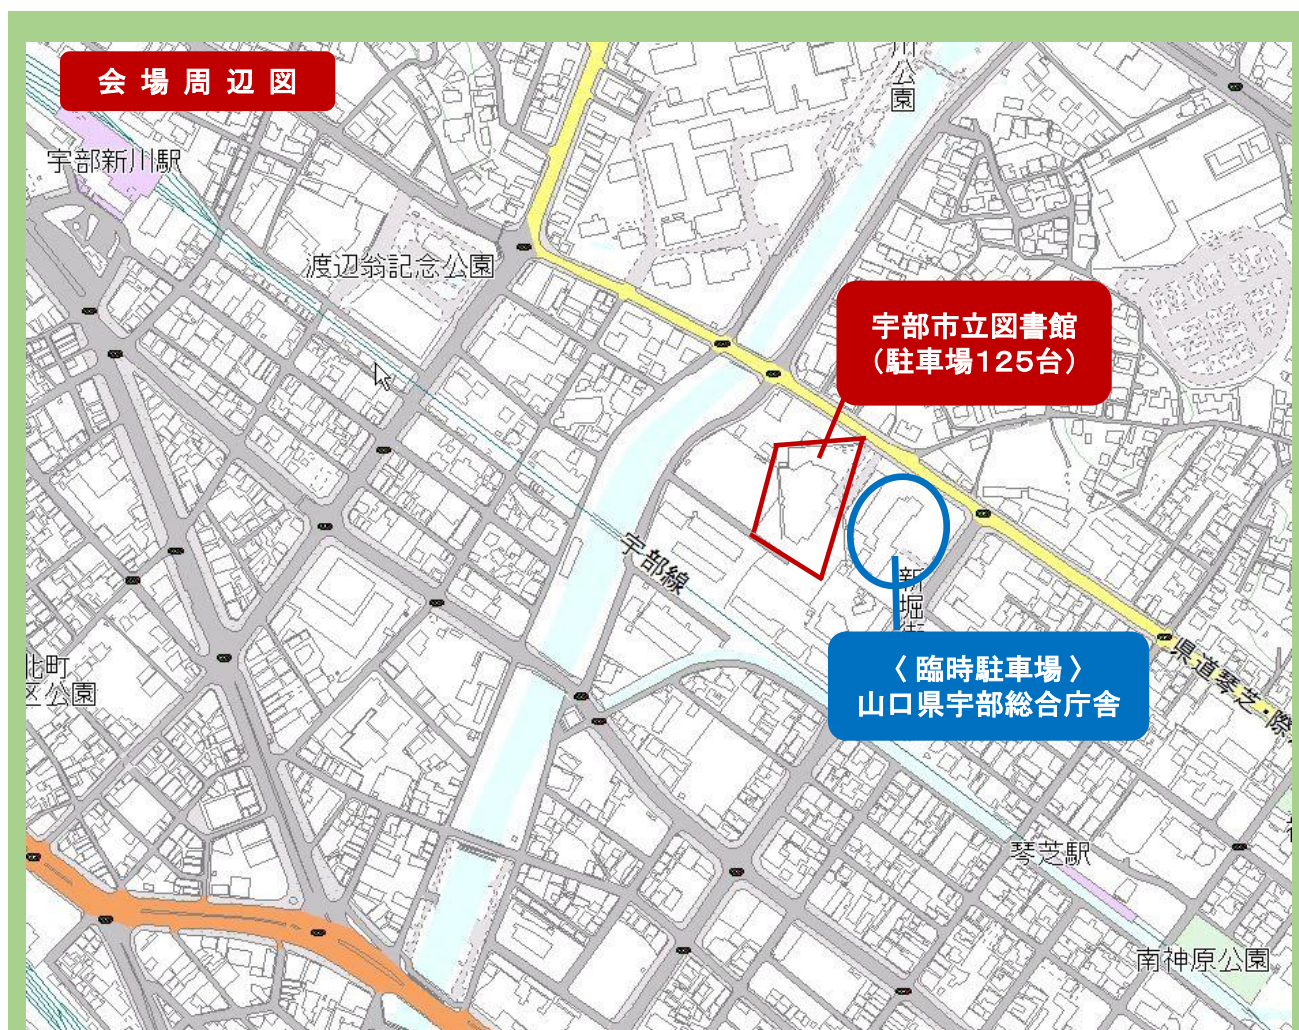 会場周辺図
川公園
宇部新川駅
渡辺翁記念公園
宇部市立図書館
（駐車場125台）
宇部線
新堀
〈 臨時駐車場 〉
山口県宇部総合庁舎
県道琴芝・際
北町
区公園
琴芝駅
南神原公園